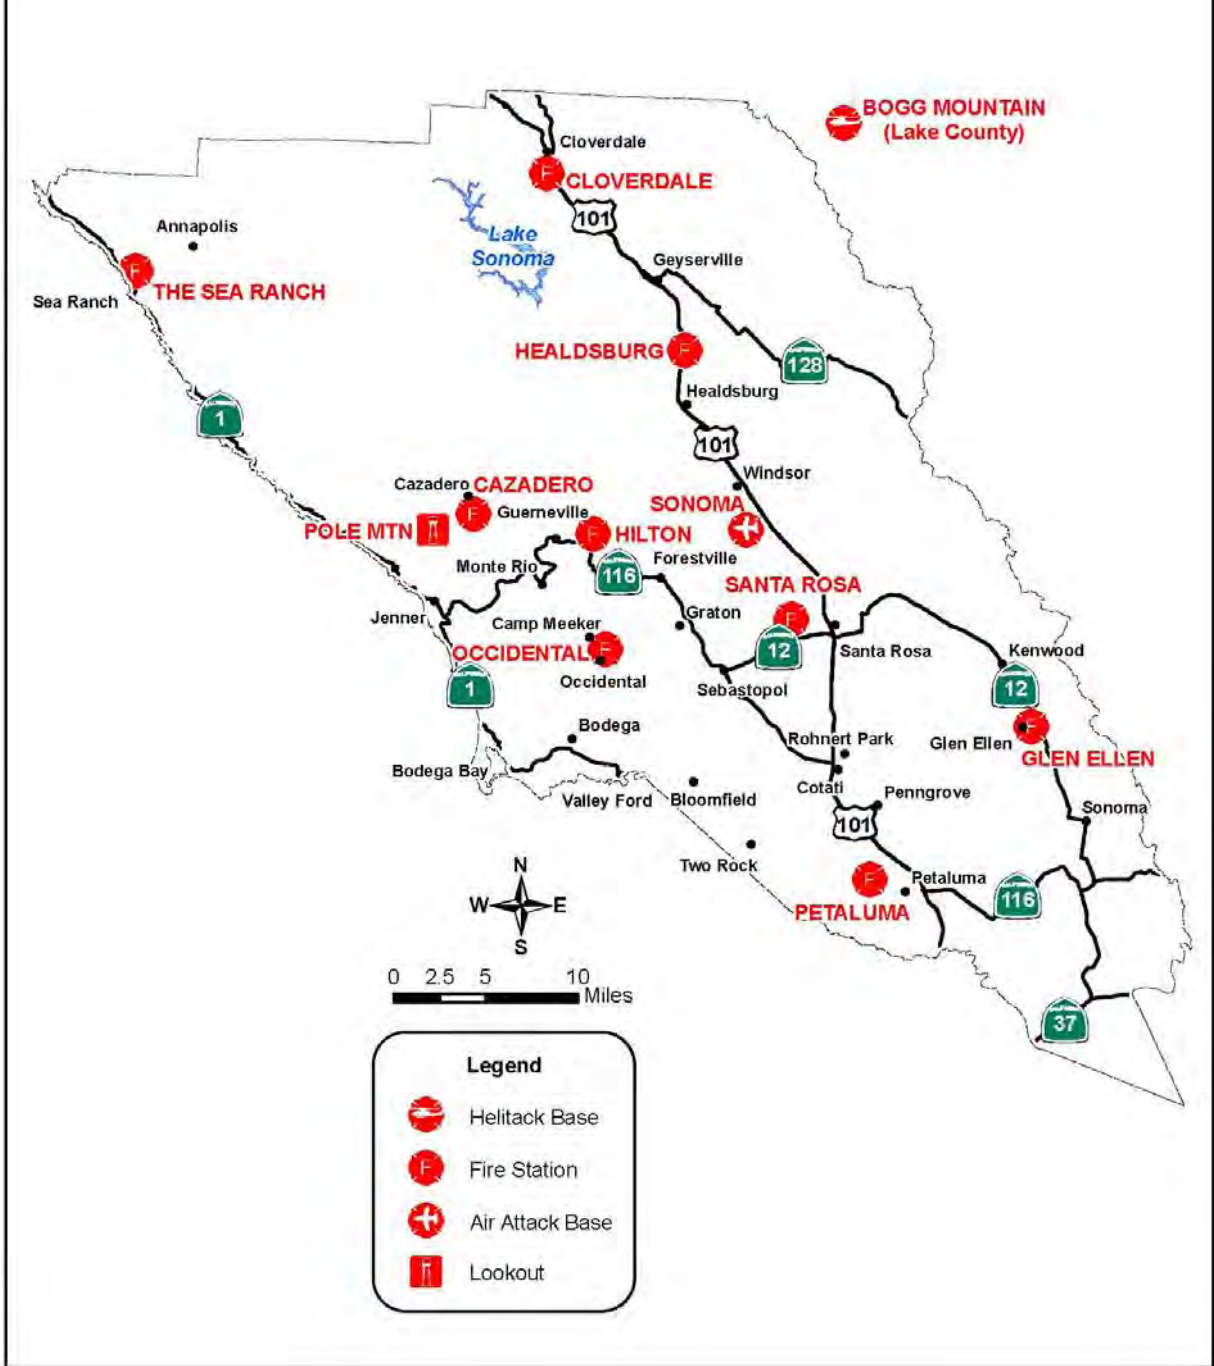 BOGG MOUNTAIN
(Lake County)
Cloverdale
F
CLOVERDALE
101
Annapolis
Lake
Sonoma
Geyserville
F
THE SEA RANCH
Sea Ranch
HEALDSBURG
F
128
Healdsburg
1
101
Windsor
Cazadero
CAZADERO
F
Guerneville
SONOMA
POLE MTN
F
HILTON
Monte Rio
116
Forestville
SANTA ROSA
Jenner
Camp Meeker
Graton
F
OCCIDENTAL
F
12
Santa Rosa
Kenwood
Occidental
Sebastopol
1
12
Bodega
Rohnert Park
Glen Ellen
F
GLEN ELLEN
Bodega Bay
Valley Ford
Bloomfield
Cotati
Penngrove
Sonoma
101
Two Rock
F
Petaluma
PETALUMA
116
N
W
E
S
0 2.5 5 10
Miles
37
Legend
Helitack Base
F
Fire Station
Air Attack Base
Lookout